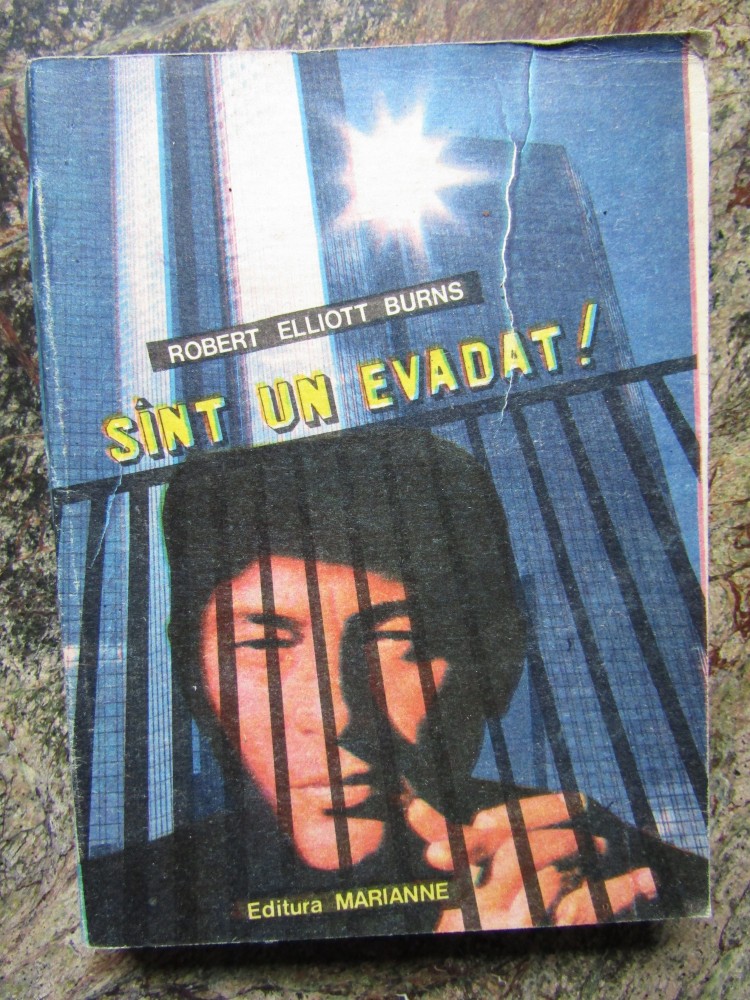 ROBERT ELLIOTT BURNS
SÎNT UN EVADAT!
Editura MARIANNE